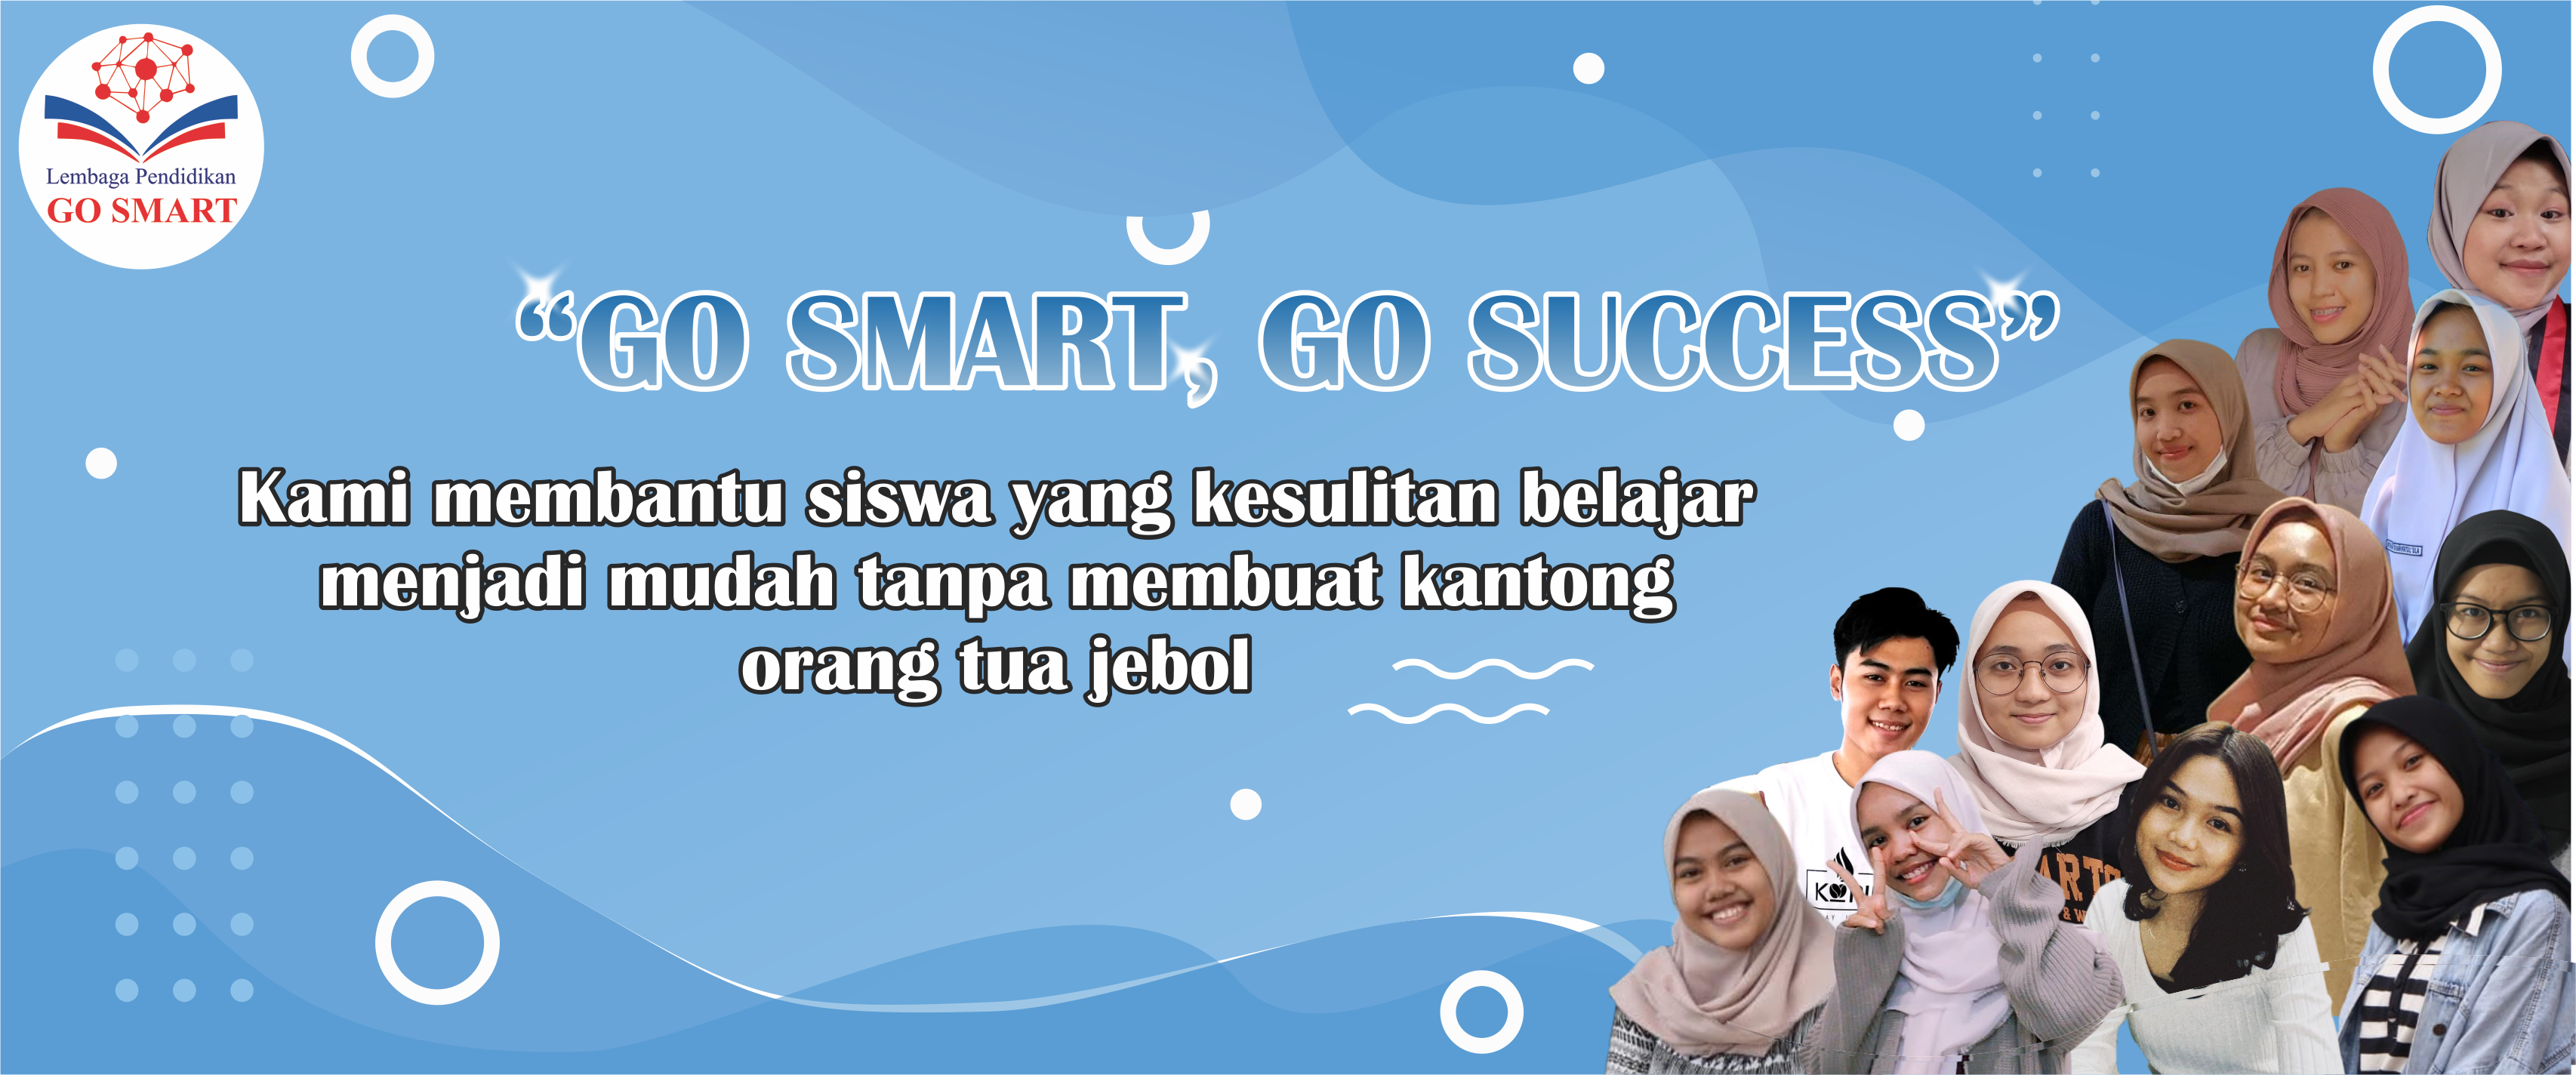 Lembaga Pendidikan
GO SMART
“GO SMART, GO SUCCESS”
Kami membantu siswa yang kesulitan belajar
menjadi mudah tanpa membuat kantong
orang tua jebol